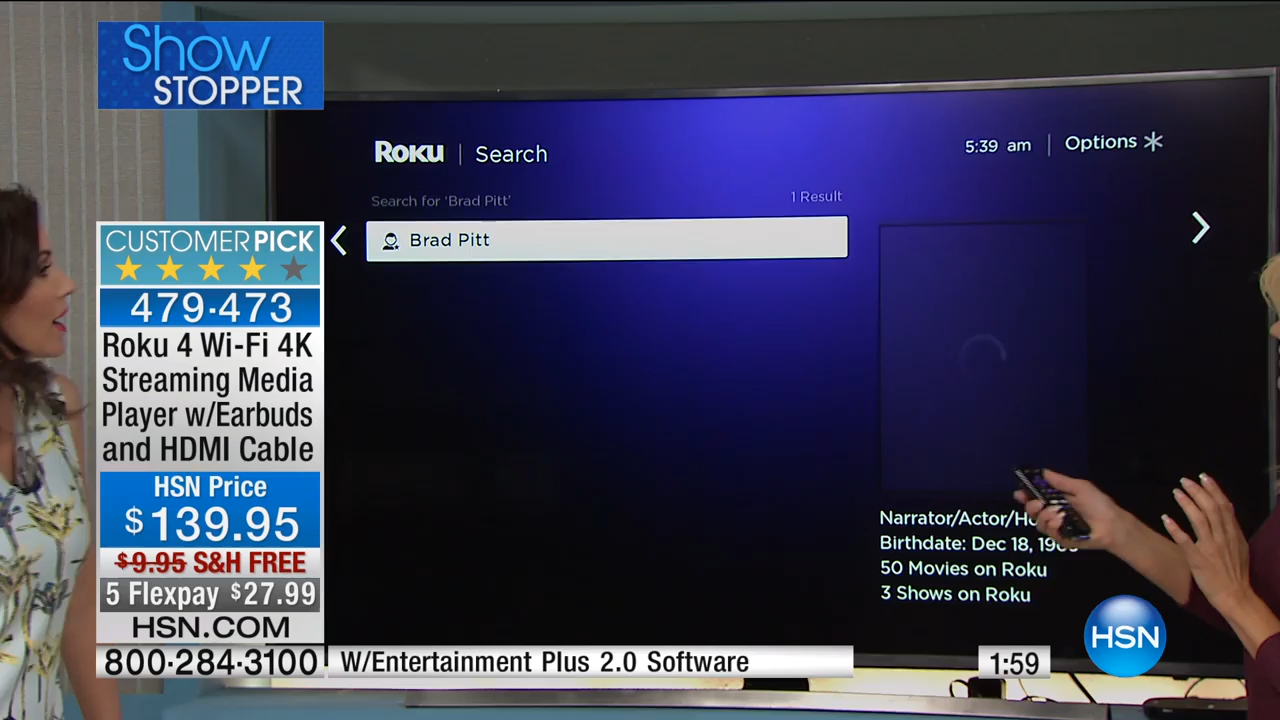 Show
STOPPER
CUSTOMER PICK
479·473
Roku 4 Wi-Fi 4K
Streaming Media
Player w/Earbuds
and HDMI Cable
HSN Price
$139.95
$9.95 S&H FREE
5 Flexpay $27.99
HSN.COM
800·284·3100
W/Entertainment Plus 2.0 Software
1:59
HSN
Roku | Search
5:39 am | Options
Search for 'Brad Pitt'
1 Result
Brad Pitt
Narrator/Actor/
Birthdate: Dec 18,
50 Movies on Roku
3 Shows on Roku